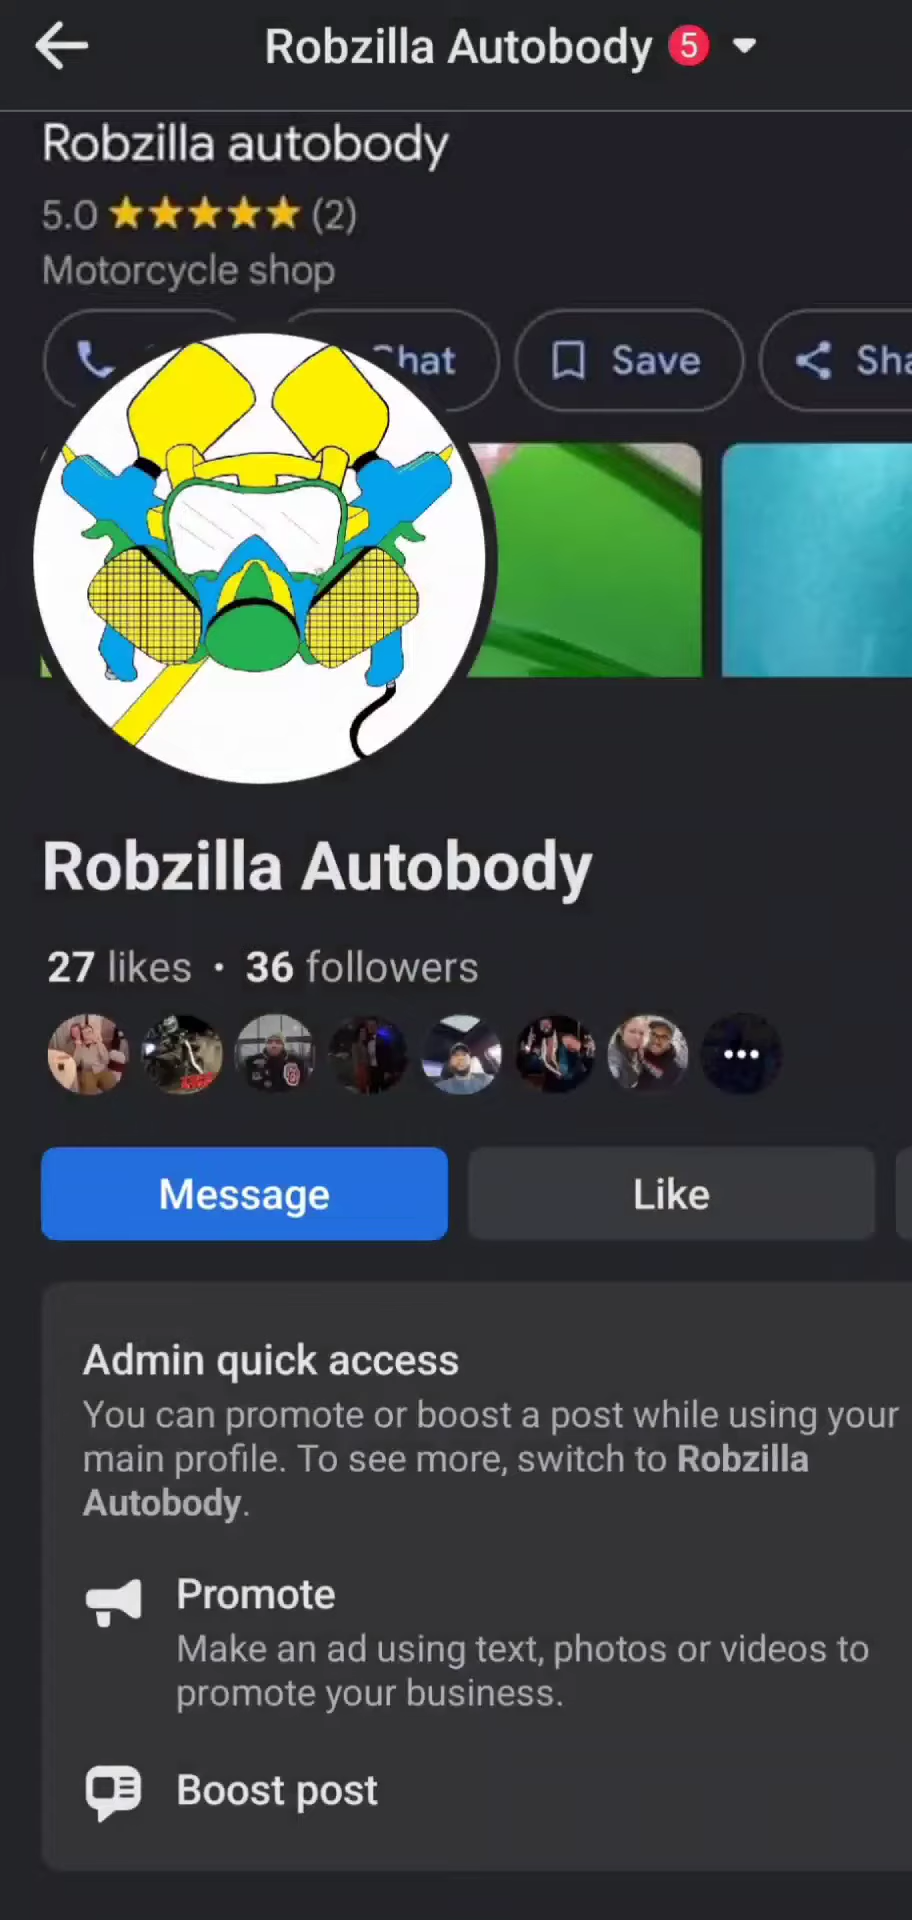 Robzilla Autobody 5
Robzilla autobody
5.0 (2)
Motorcycle shop
hat Save Sha
Robzilla Autobody
27 likes · 36 followers
Message Like
Admin quick access
You can promote or boost a post while using your
main profile. To see more, switch to Robzilla
Autobody.
Promote
Make an ad using text, photos or videos to
promote your business.
Boost post